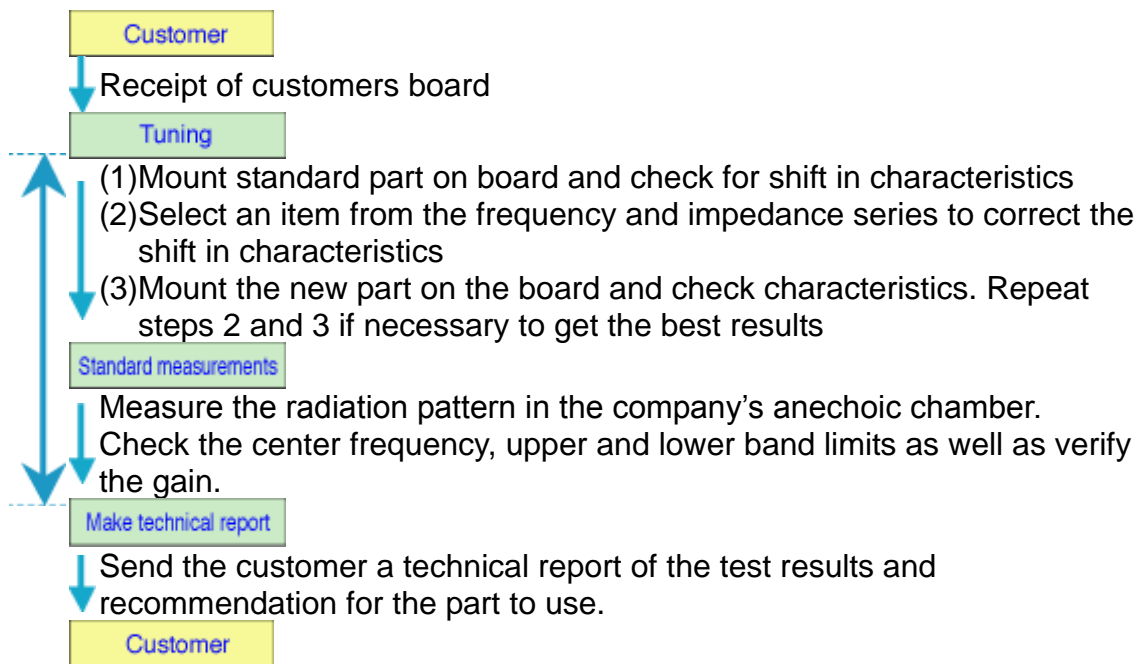 Customer
Receipt of customers board
Tuning
(1)Mount standard part on board and check for shift in characteristics
(2)Select an item from the frequency and impedance series to correct the
shift in characteristics
(3)Mount the new part on the board and check characteristics. Repeat
steps 2 and 3 if necessary to get the best results
Standard measurements
Measure the radiation pattern in the company’s anechoic chamber.
Check the center frequency, upper and lower band limits as well as verify
the gain.
Make technical report
Send the customer a technical report of the test results and
recommendation for the part to use.
Customer